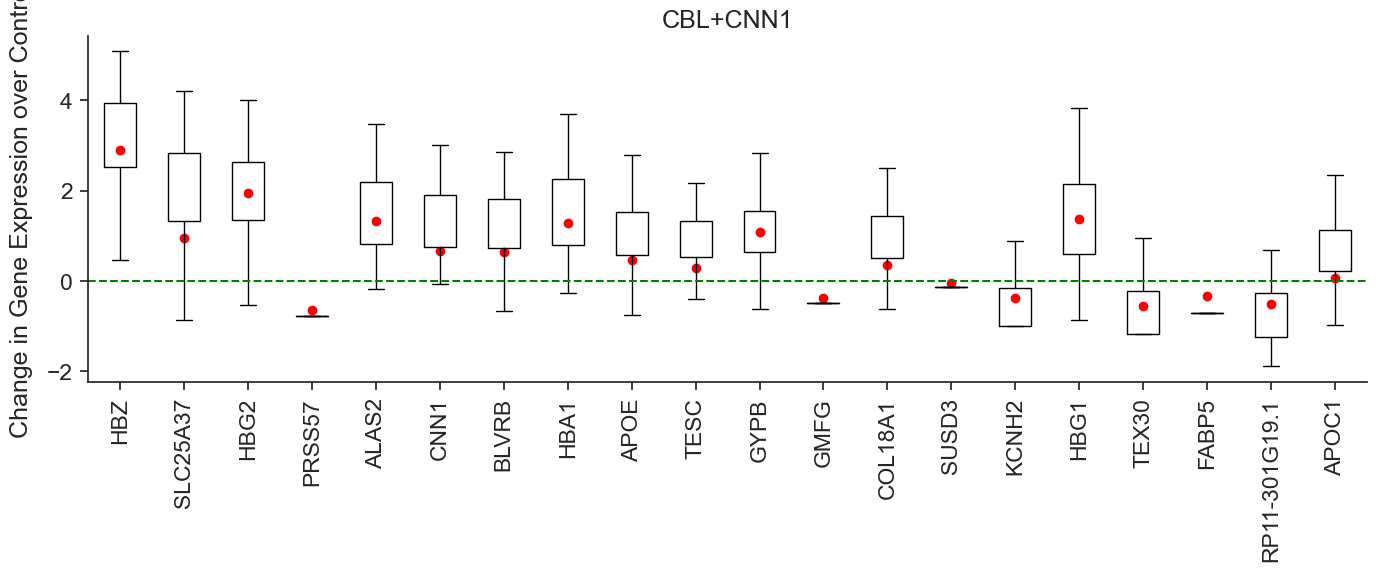 CBL+CNN1
Change in Gene Expression over
4
2
0
−2
HBZ
SLC25A37
HBG2
PRSS57
ALAS2
CNN1
BLVRB
HBA1
APOE
TESC
GYPB
GMFG
COL18A1
SUSD3
KCNH2
HBG1
TEX30
FABP5
RP11-301G19.1
APOC1